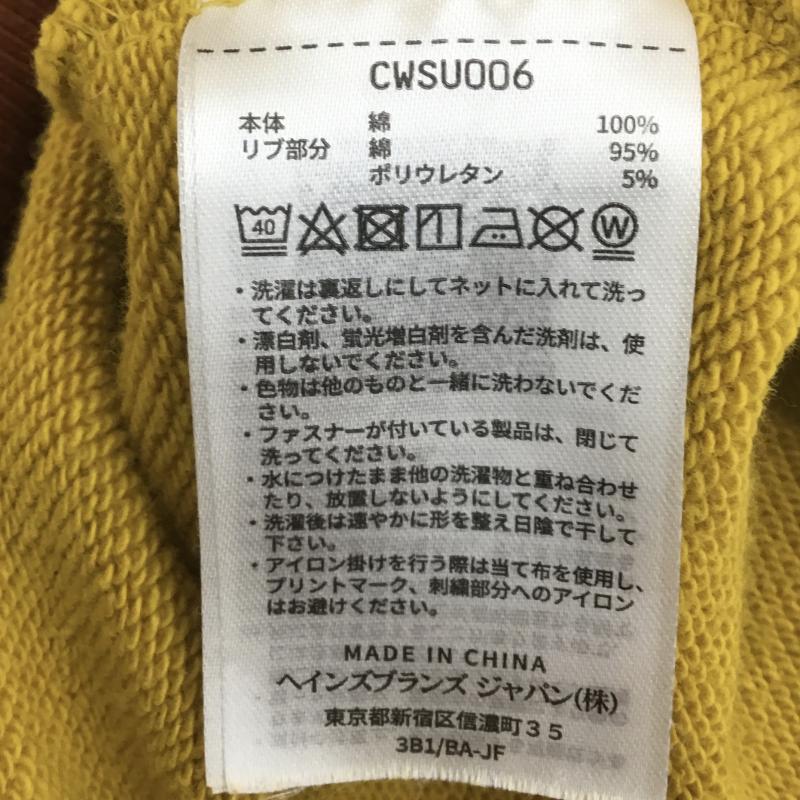 CWSU006
本体 綿 100%
リブ部分 綿 95%
ポリウレタン 5%
40 W
・洗濯は裏返しにしてネットに入れて洗っ
てください。
・漂白剤、蛍光増白剤を含んだ洗剤は、使
用しないでください。
・色物は他のものと一緒に洗わないでくだ
さい。
・ファスナーが付いている製品は、閉じて
洗ってください。
・水につけたまま他の洗濯物と重ね合わせ
たり、放置しないようにしてください。
・洗濯後は速やかに形を整え日陰で干して
下さい。
・アイロン掛けを行う際は当て布を使用し、
プリントマーク、刺繍部分へのアイロン
はお避けください。
MADE IN CHINA
ヘインズブランズ ジャパン(株)
東京都新宿区信濃町35
3B1/BA-JF